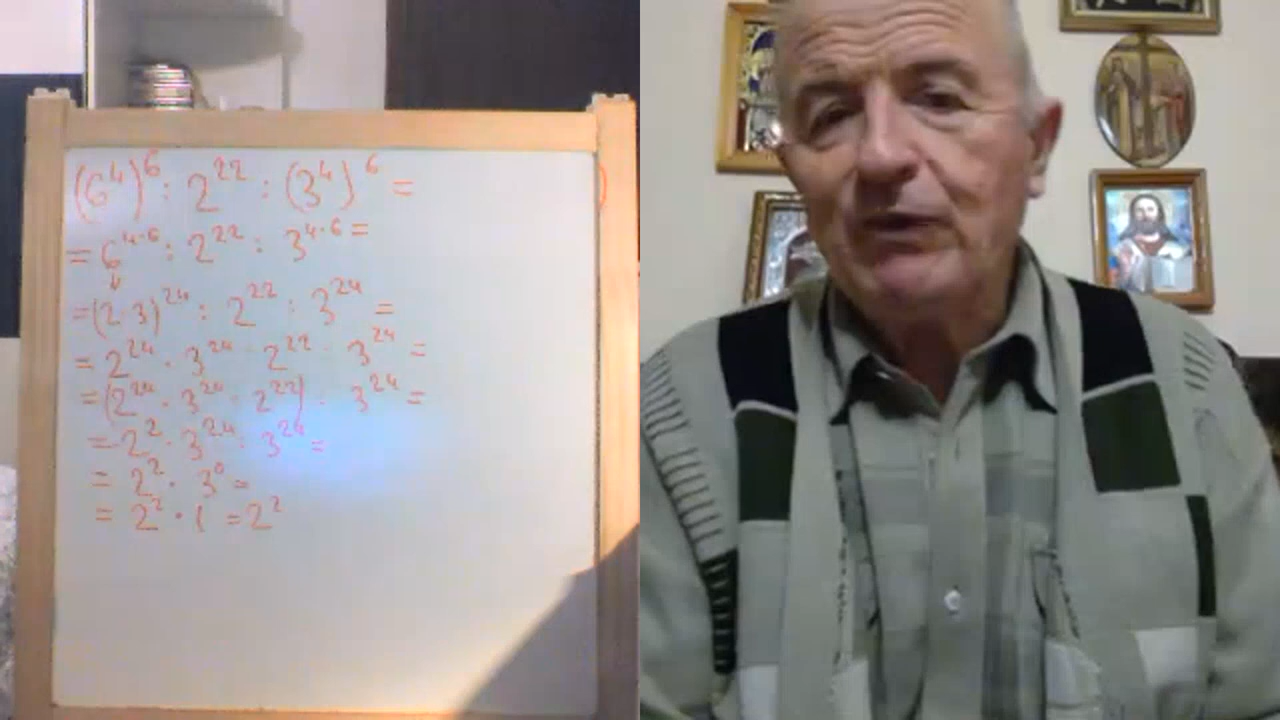 (6⁴)⁶ : 2²² : (3⁴)⁶ =
= 6⁴·⁶ : 2²² : 3⁴·⁶ =
= (2·3)²⁴ : 2²² : 3²⁴ =
= 2²⁴ · 3²⁴ : 2²² : 3²⁴ =
= (2²⁴ · 3²⁴ : 2²²) : 3²⁴ =
= 2² · 3²⁴ : 3²⁴ =
= 2² · 3⁰ =
= 2² · 1 = 2²